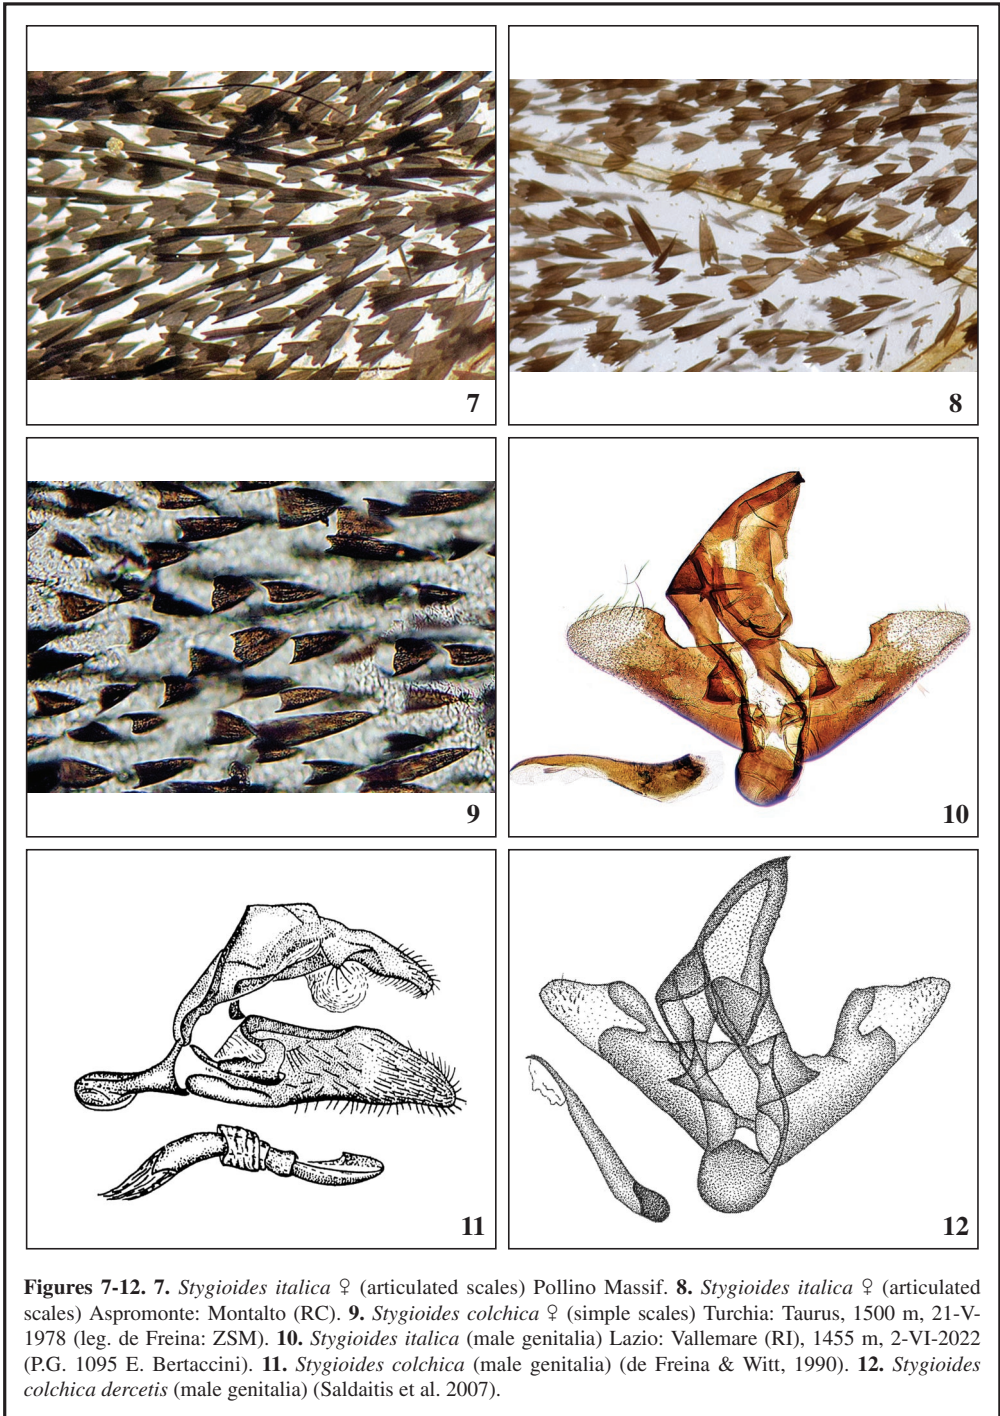 7
8
9
10
11
12
Figures 7-12. 7. Stygioides italica ♀ (articulated scales) Pollino Massif. 8. Stygioides italica ♀ (articulated
scales) Aspromonte: Montalto (RC). 9. Stygioides colchica ♀ (simple scales) Turchia: Taurus, 1500 m, 21-V-
1978 (leg. de Freina: ZSM). 10. Stygioides italica (male genitalia) Lazio: Vallemare (RI), 1455 m, 2-VI-2022
(P.G. 1095 E. Bertaccini). 11. Stygioides colchica (male genitalia) (de Freina & Witt, 1990). 12. Stygioides
colchica dercetis (male genitalia) (Saldaitis et al. 2007).